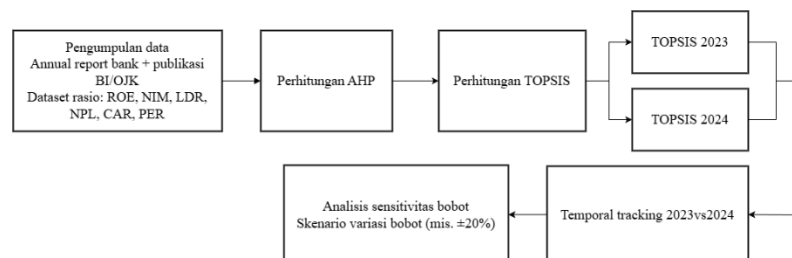 Pengumpulan data
Annual report bank + publikasi
BI/OJK
Dataset rasio: ROE, NIM, LDR,
NPL, CAR, PER
Perhitungan AHP
Perhitungan TOPSIS
TOPSIS 2023
TOPSIS 2024
Analisis sensitivitas bobot
Skenario variasi bobot (mis. ±20%)
Temporal tracking 2023vs2024